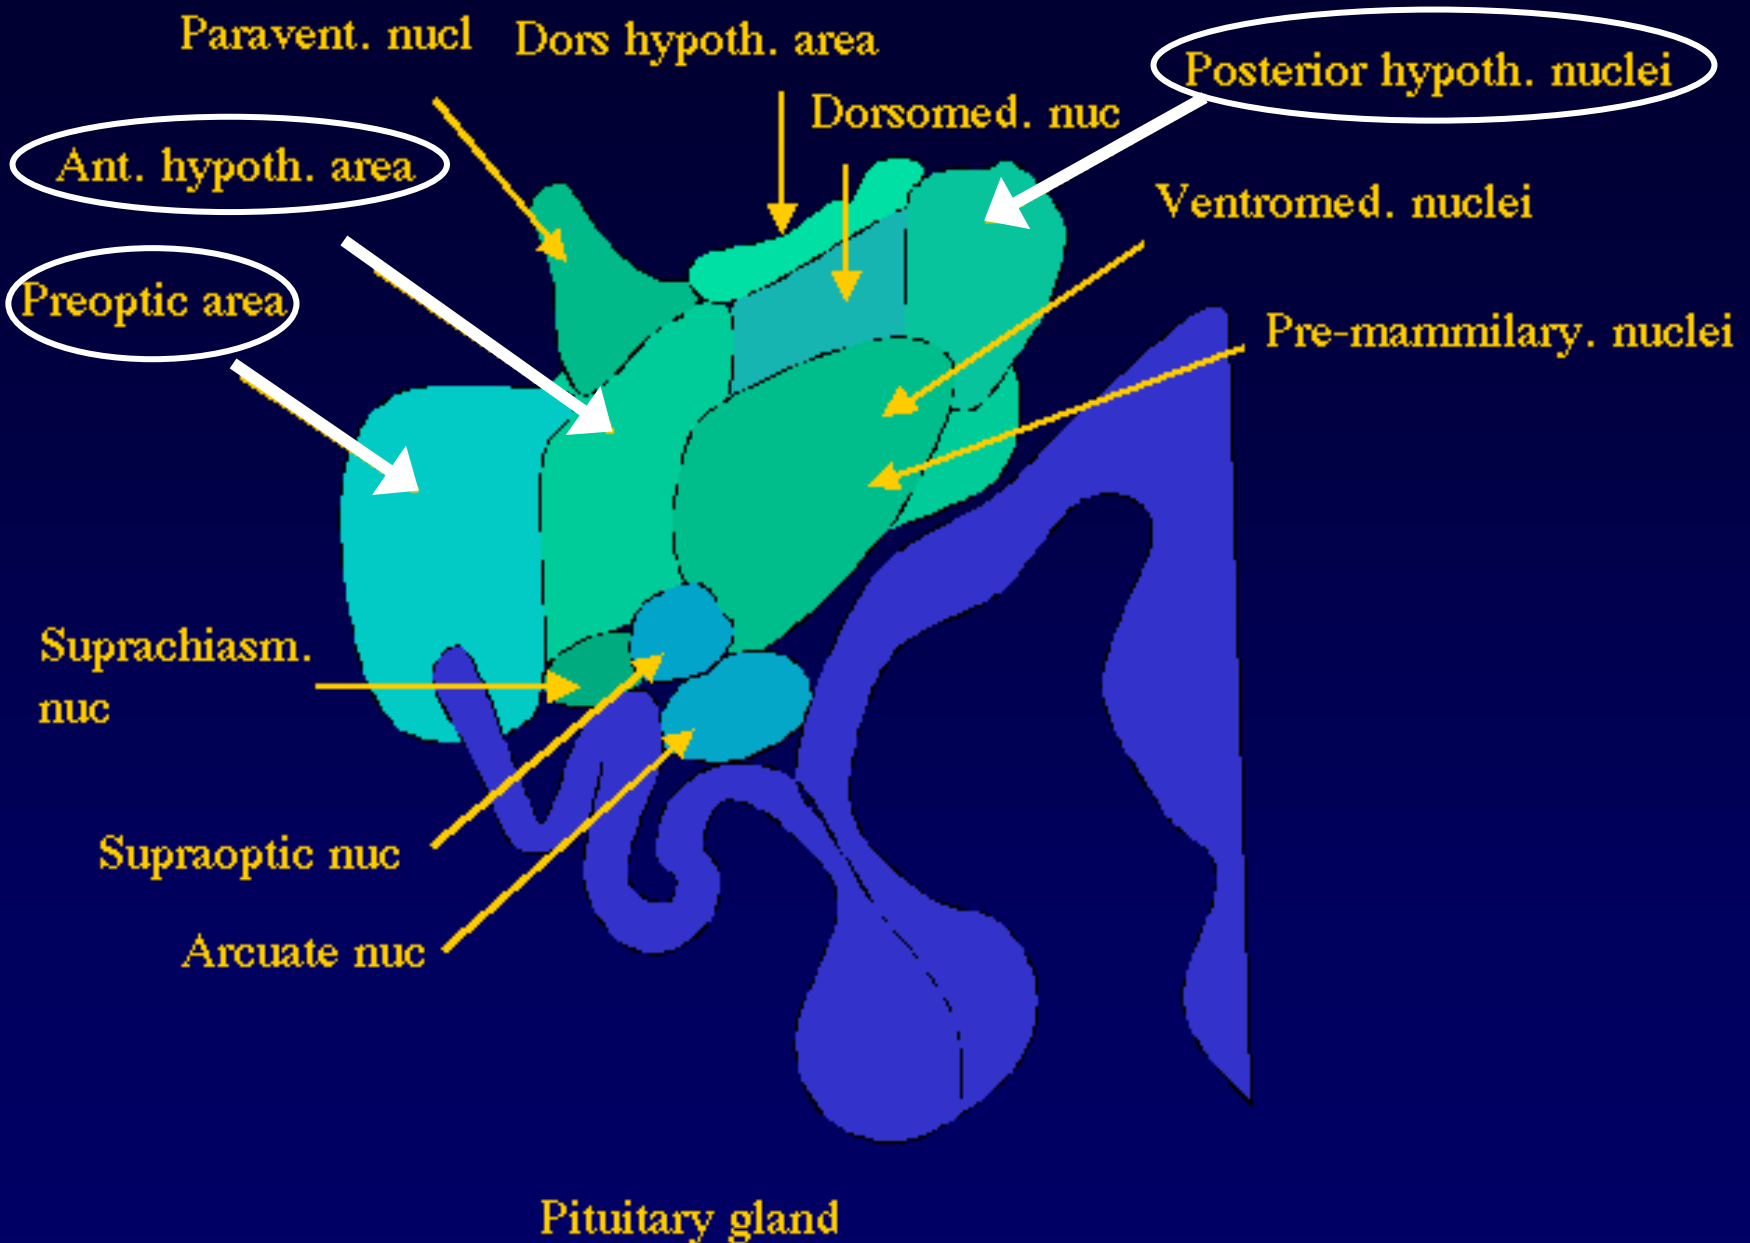 Paravent. nucl
Dors hypoth. area
Posterior hypoth. nuclei
Dorsomed. nuc
Ant. hypoth. area
Ventromed. nuclei
Preoptic area
Pre-mammilary. nuclei
Suprachiasm.
nuc
Supraoptic nuc
Arcuate nuc
Pituitary gland